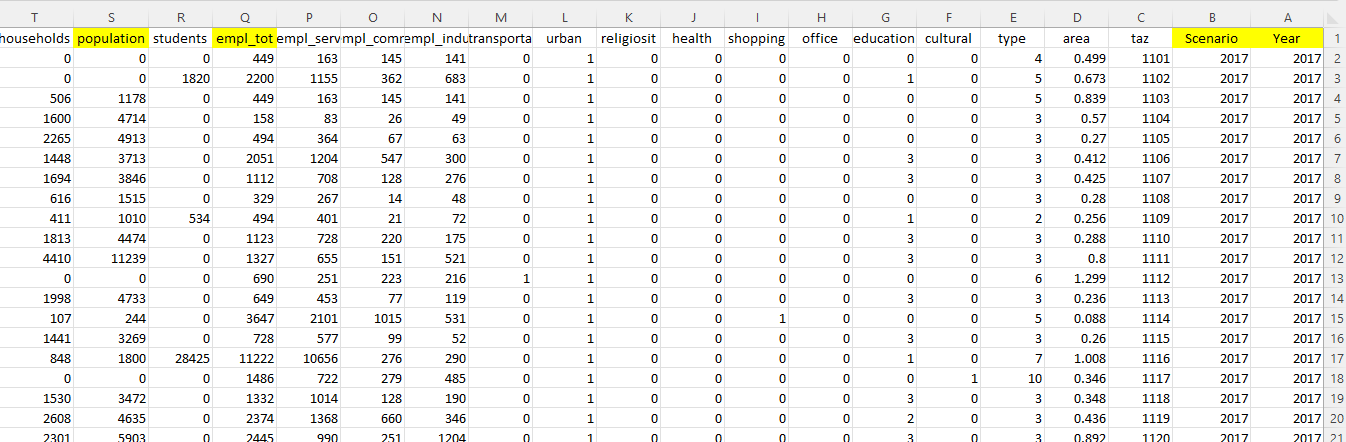 T S R Q P O N M L K J I H G F E D C B A
households population students empl_tot empl_serv mpl_comm empl_indu transporta urban religiosit health shopping office education cultural type area taz Scenario Year 1
0 0 0 449 163 145 141 0 1 0 0 0 0 0 0 4 0.499 1101 2017 2017 2
0 0 1820 2200 1155 362 683 0 1 0 0 0 0 1 0 5 0.673 1102 2017 2017 3
506 1178 0 449 163 145 141 0 1 0 0 0 0 0 0 5 0.839 1103 2017 2017 4
1600 4714 0 158 83 26 49 0 1 0 0 0 0 0 0 3 0.57 1104 2017 2017 5
2265 4913 0 494 364 67 63 0 1 0 0 0 0 0 0 3 0.27 1105 2017 2017 6
1448 3713 0 2051 1204 547 300 0 1 0 0 0 0 3 0 3 0.412 1106 2017 2017 7
1694 3846 0 1112 708 128 276 0 1 0 0 0 0 3 0 3 0.425 1107 2017 2017 8
616 1515 0 329 267 14 48 0 1 0 0 0 0 0 0 3 0.28 1108 2017 2017 9
411 1010 534 494 401 21 72 0 1 0 0 0 0 1 0 2 0.256 1109 2017 2017 10
1813 4474 0 1123 728 220 175 0 1 0 0 0 0 3 0 3 0.288 1110 2017 2017 11
4410 11239 0 1327 655 151 521 0 1 0 0 0 0 3 0 3 0.8 1111 2017 2017 12
0 0 0 690 251 223 216 1 1 0 0 0 0 0 0 6 1.299 1112 2017 2017 13
1998 4733 0 649 453 77 119 0 1 0 0 0 0 3 0 3 0.236 1113 2017 2017 14
107 244 0 3647 2101 1015 531 0 1 0 0 1 0 0 0 5 0.088 1114 2017 2017 15
1441 3269 0 728 577 99 52 0 1 0 0 0 0 3 0 3 0.26 1115 2017 2017 16
848 1800 28425 11222 10656 276 290 0 1 0 0 0 0 1 0 7 1.008 1116 2017 2017 17
0 0 0 1486 722 279 485 0 1 0 0 0 0 0 1 10 0.346 1117 2017 2017 18
1530 3472 0 1332 1014 128 190 0 1 0 0 0 0 3 0 3 0.348 1118 2017 2017 19
2608 4635 0 2374 1368 660 346 0 1 0 0 0 0 2 0 3 0.436 1119 2017 2017 20
2301 5903 0 2445 990 251 1204 0 1 0 0 0 0 3 0 3 0.892 1120 2017 2017 21